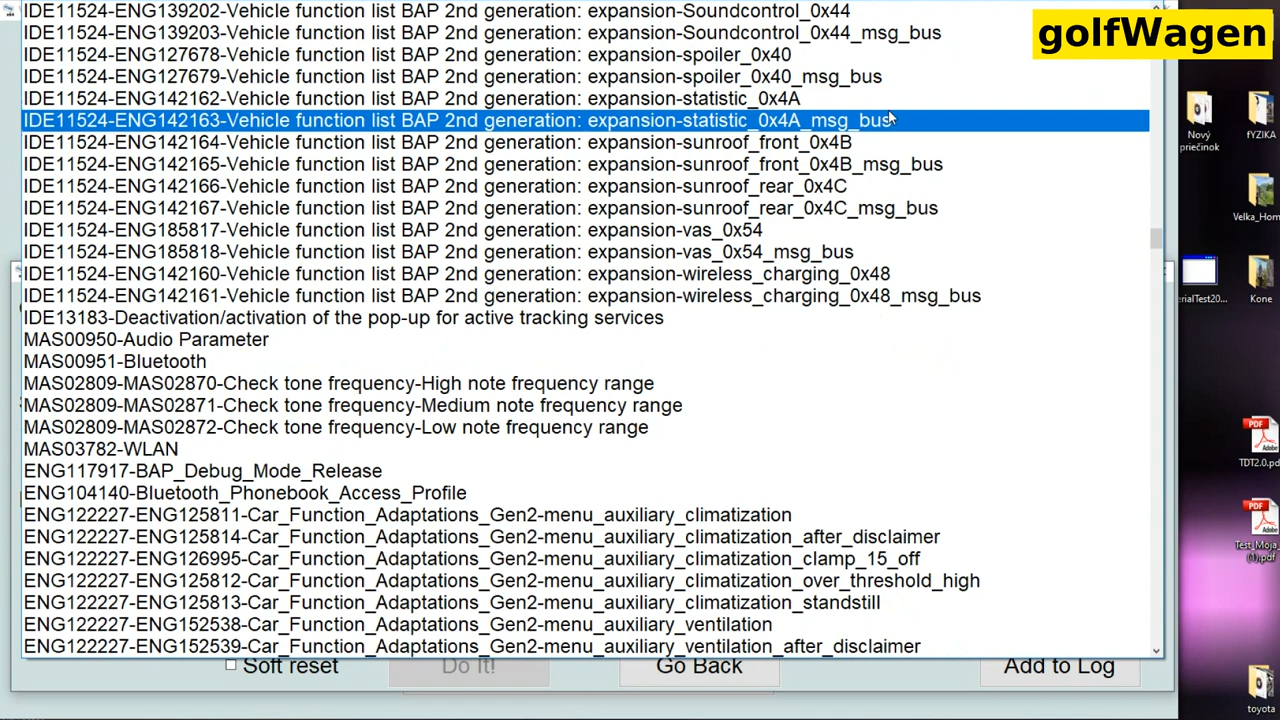 IDE11524-ENG139202-Vehicle function list BAP 2nd generation: expansion-Soundcontrol_0x44
golfWagen
IDE11524-ENG139203-Vehicle function list BAP 2nd generation: expansion-Soundcontrol_0x44_msg_bus
IDE11524-ENG127678-Vehicle function list BAP 2nd generation: expansion-spoiler_0x40
IDE11524-ENG127679-Vehicle function list BAP 2nd generation: expansion-spoiler_0x40_msg_bus
IDE11524-ENG142162-Vehicle function list BAP 2nd generation: expansion-statistic_0x4A
IDE11524-ENG142163-Vehicle function list BAP 2nd generation: expansion-statistic_0x4A_msg_bus
IDE11524-ENG142164-Vehicle function list BAP 2nd generation: expansion-sunroof_front_0x4B
IDE11524-ENG142165-Vehicle function list BAP 2nd generation: expansion-sunroof_front_0x4B_msg_bus
IDE11524-ENG142166-Vehicle function list BAP 2nd generation: expansion-sunroof_rear_0x4C
IDE11524-ENG142167-Vehicle function list BAP 2nd generation: expansion-sunroof_rear_0x4C_msg_bus
IDE11524-ENG185817-Vehicle function list BAP 2nd generation: expansion-vas_0x54
IDE11524-ENG185818-Vehicle function list BAP 2nd generation: expansion-vas_0x54_msg_bus
IDE11524-ENG142160-Vehicle function list BAP 2nd generation: expansion-wireless_charging_0x48
IDE11524-ENG142161-Vehicle function list BAP 2nd generation: expansion-wireless_charging_0x48_msg_bus
IDE13183-Deactivation/activation of the pop-up for active tracking services
MAS00950-Audio Parameter
MAS00951-Bluetooth
MAS02809-MAS02870-Check tone frequency-High note frequency range
MAS02809-MAS02871-Check tone frequency-Medium note frequency range
MAS02809-MAS02872-Check tone frequency-Low note frequency range
MAS03782-WLAN
ENG117917-BAP_Debug_Mode_Release
ENG104140-Bluetooth_Phonebook_Access_Profile
ENG122227-ENG125811-Car_Function_Adaptations_Gen2-menu_auxiliary_climatization
ENG122227-ENG125814-Car_Function_Adaptations_Gen2-menu_auxiliary_climatization_after_disclaimer
ENG122227-ENG126995-Car_Function_Adaptations_Gen2-menu_auxiliary_climatization_clamp_15_off
ENG122227-ENG125812-Car_Function_Adaptations_Gen2-menu_auxiliary_climatization_over_threshold_high
ENG122227-ENG125813-Car_Function_Adaptations_Gen2-menu_auxiliary_climatization_standstill
ENG122227-ENG152538-Car_Function_Adaptations_Gen2-menu_auxiliary_ventilation
ENG122227-ENG152539-Car_Function_Adaptations_Gen2-menu_auxiliary_ventilation_after_disclaimer
Soft reset
Do It!
Go Back
Add to Log
Nový
priečinok
fYZIKA
Velka_Hom
erialTest20...
Kone
PDF
Adobe
TDT2.0.pd
PDF
Adobe
Test_Moja_
(1).pdf
toyota